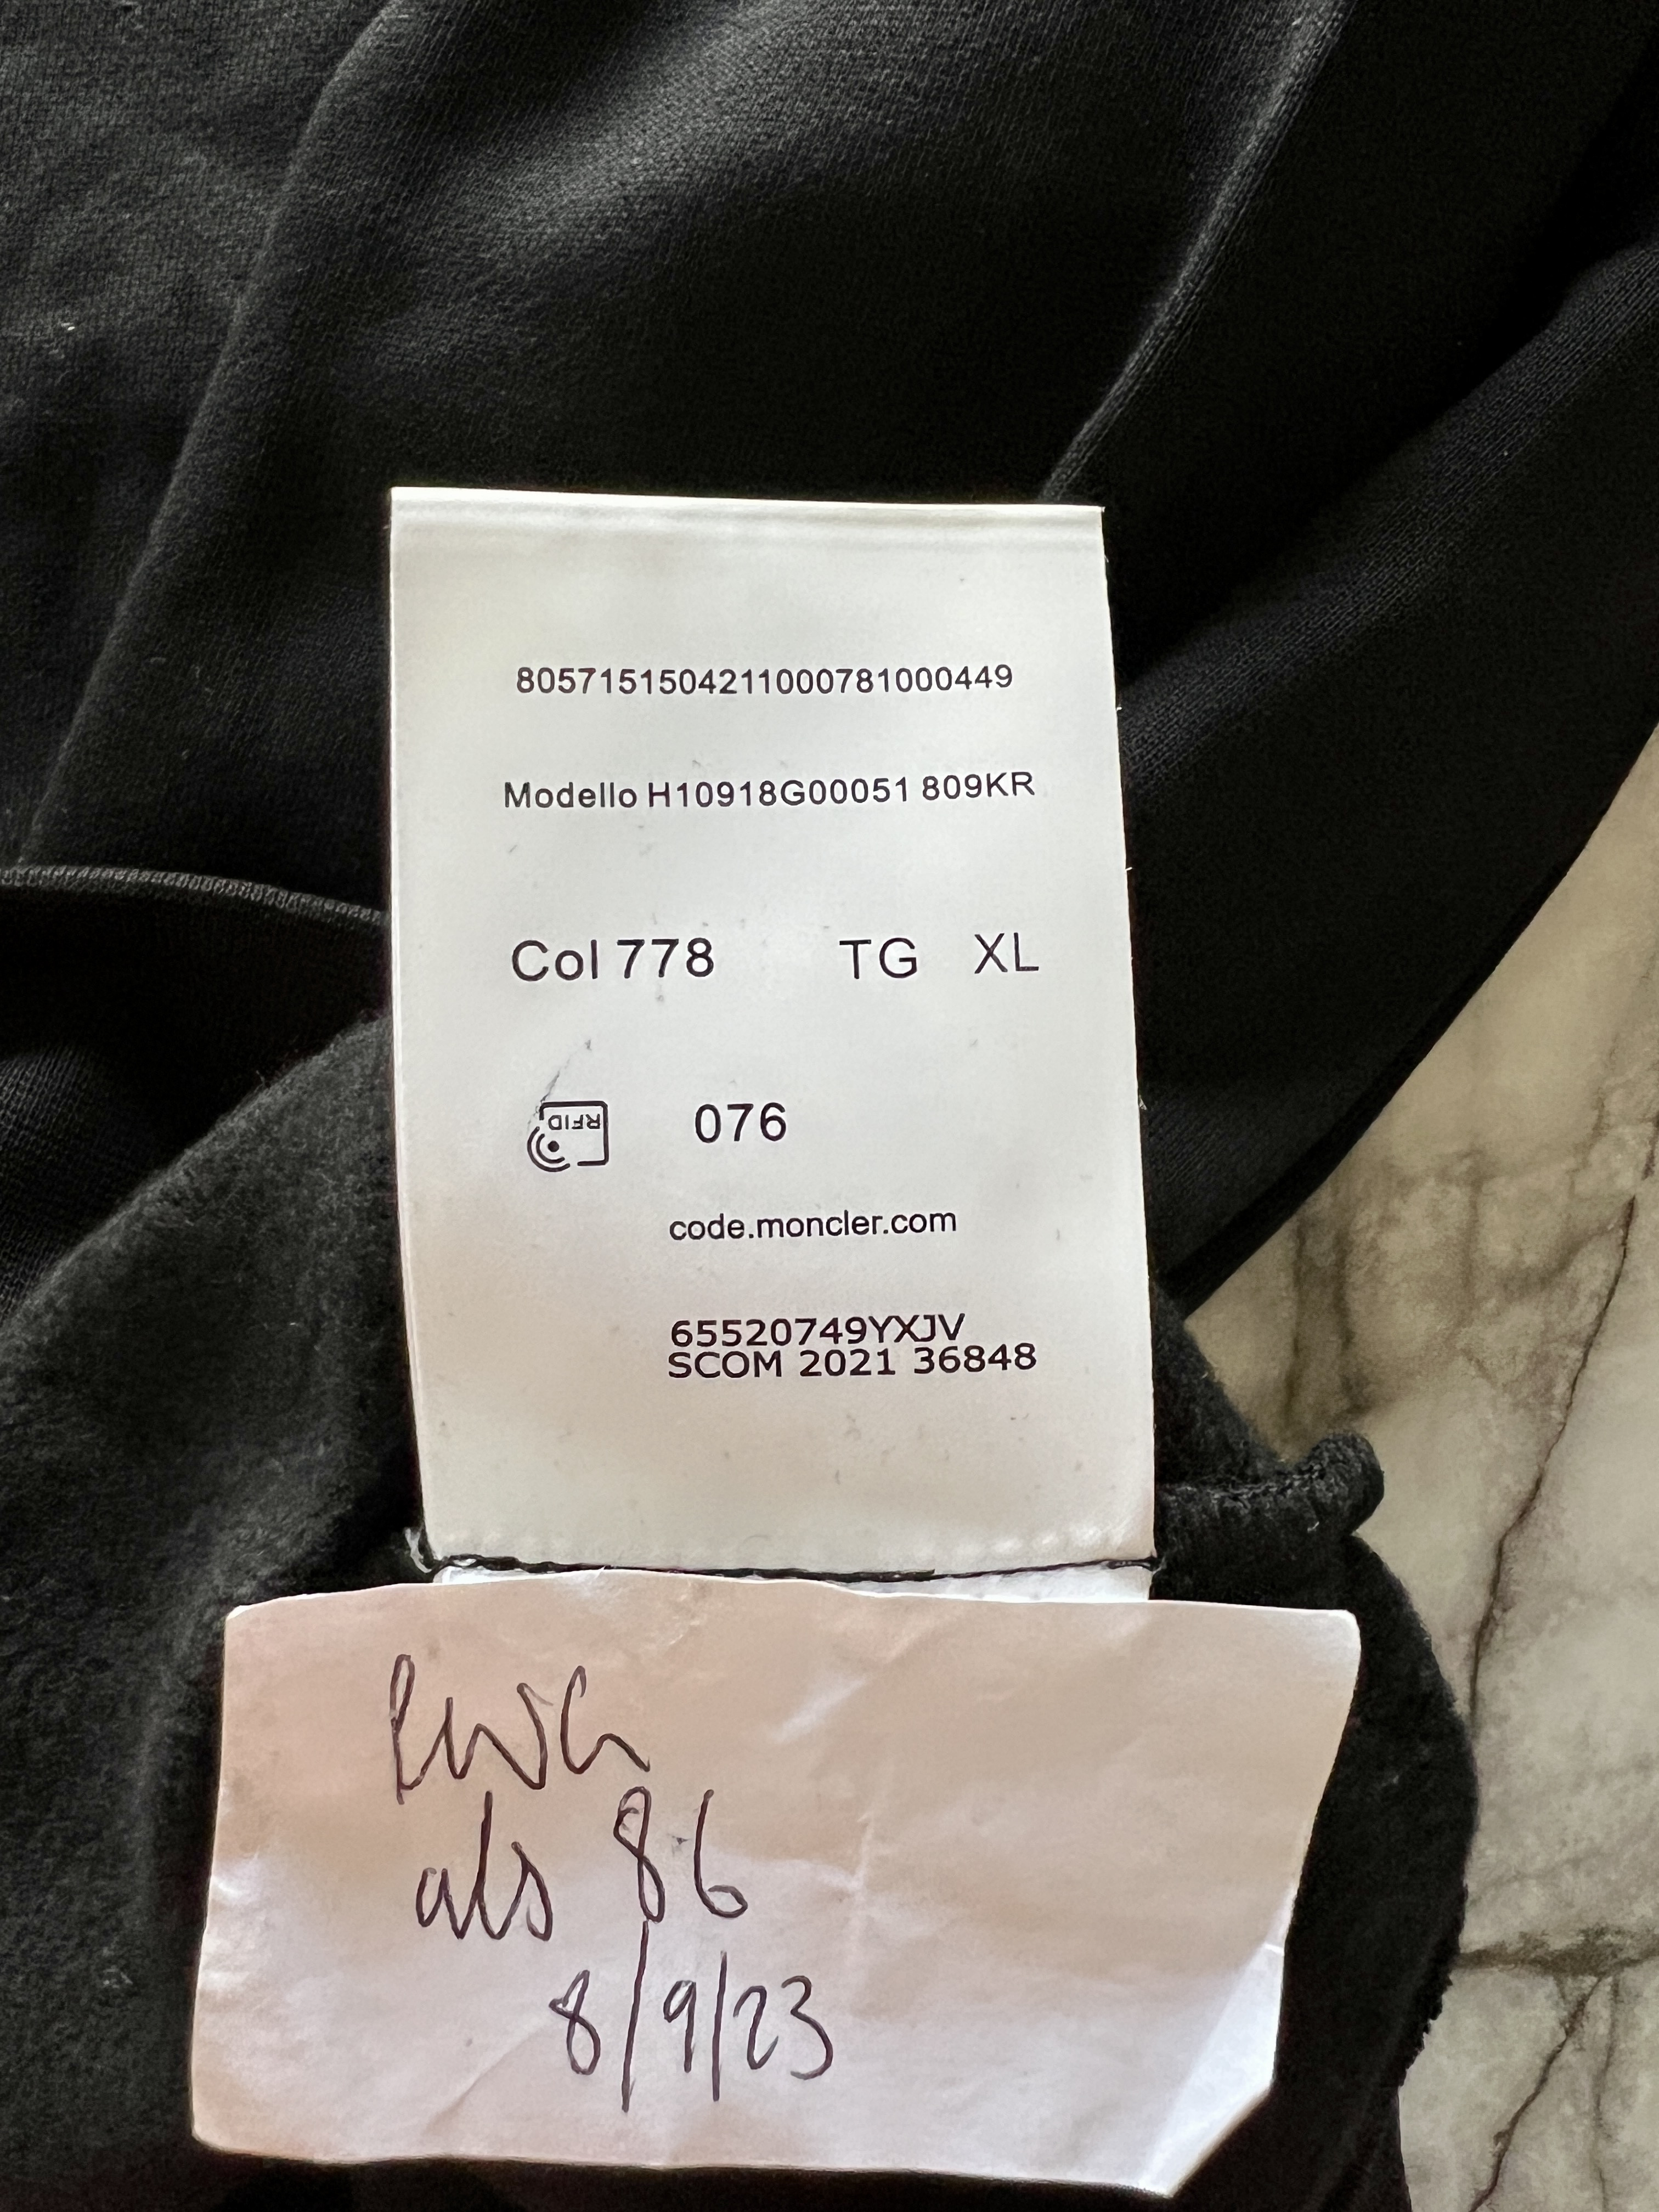 8057151504211000781000449
Modello H10918G00051 809KR
Col 778 TG XL
RFID 076
code.moncler.com
65520749YXJV
SCOM 2021 36848
als 86
8/9/23